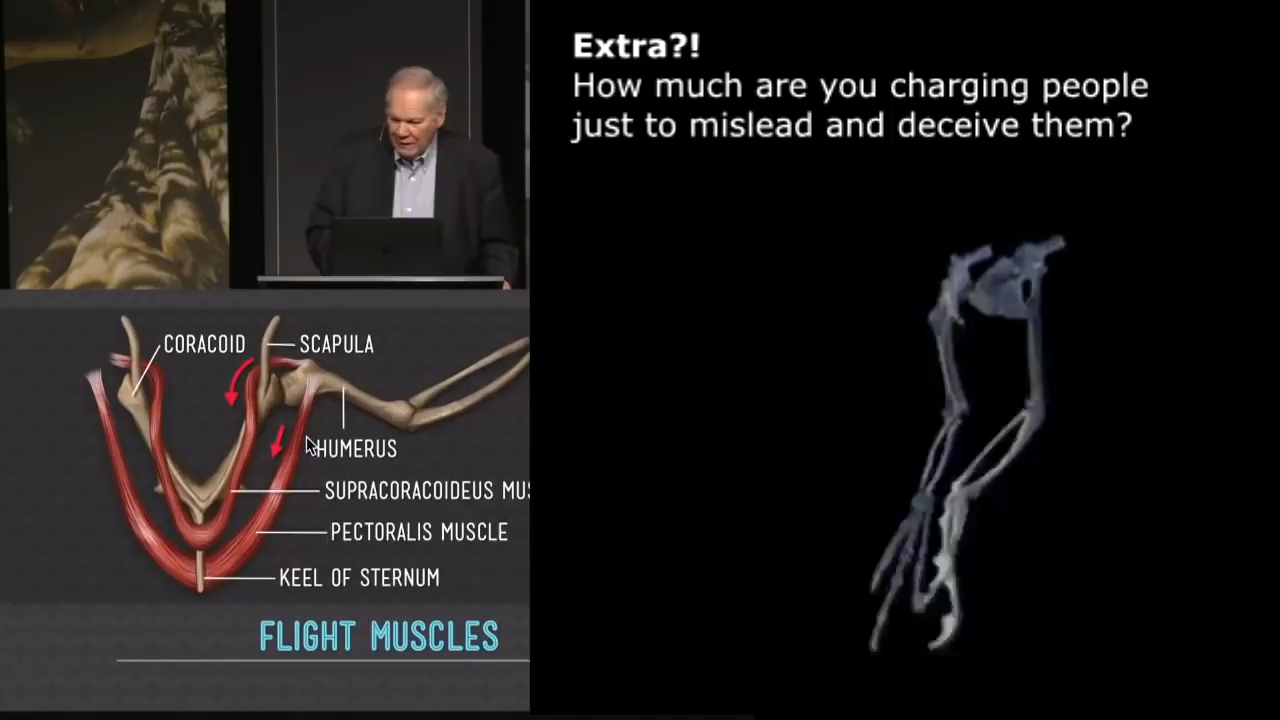 Extra?!
How much are you charging people
just to mislead and deceive them?
CORACOID
SCAPULA
HUMERUS
SUPRACORACOIDEUS MUS
PECTORALIS MUSCLE
KEEL OF STERNUM
FLIGHT MUSCLES